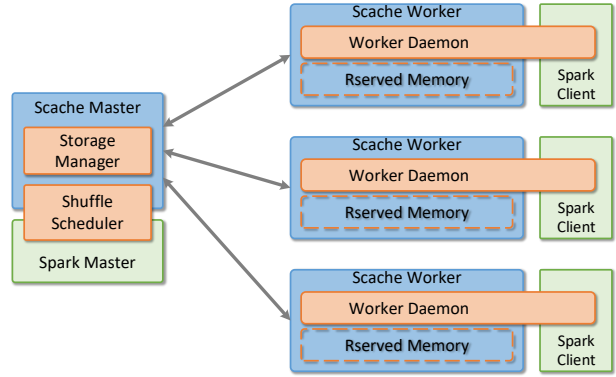 Scache Master
Storage
Manager
Shuffle
Scheduler
Spark Master
Scache Worker
Worker Daemon
Rserved Memory
Spark
Client
Scache Worker
Worker Daemon
Rserved Memory
Spark
Client
Scache Worker
Worker Daemon
Rserved Memory
Spark
Client